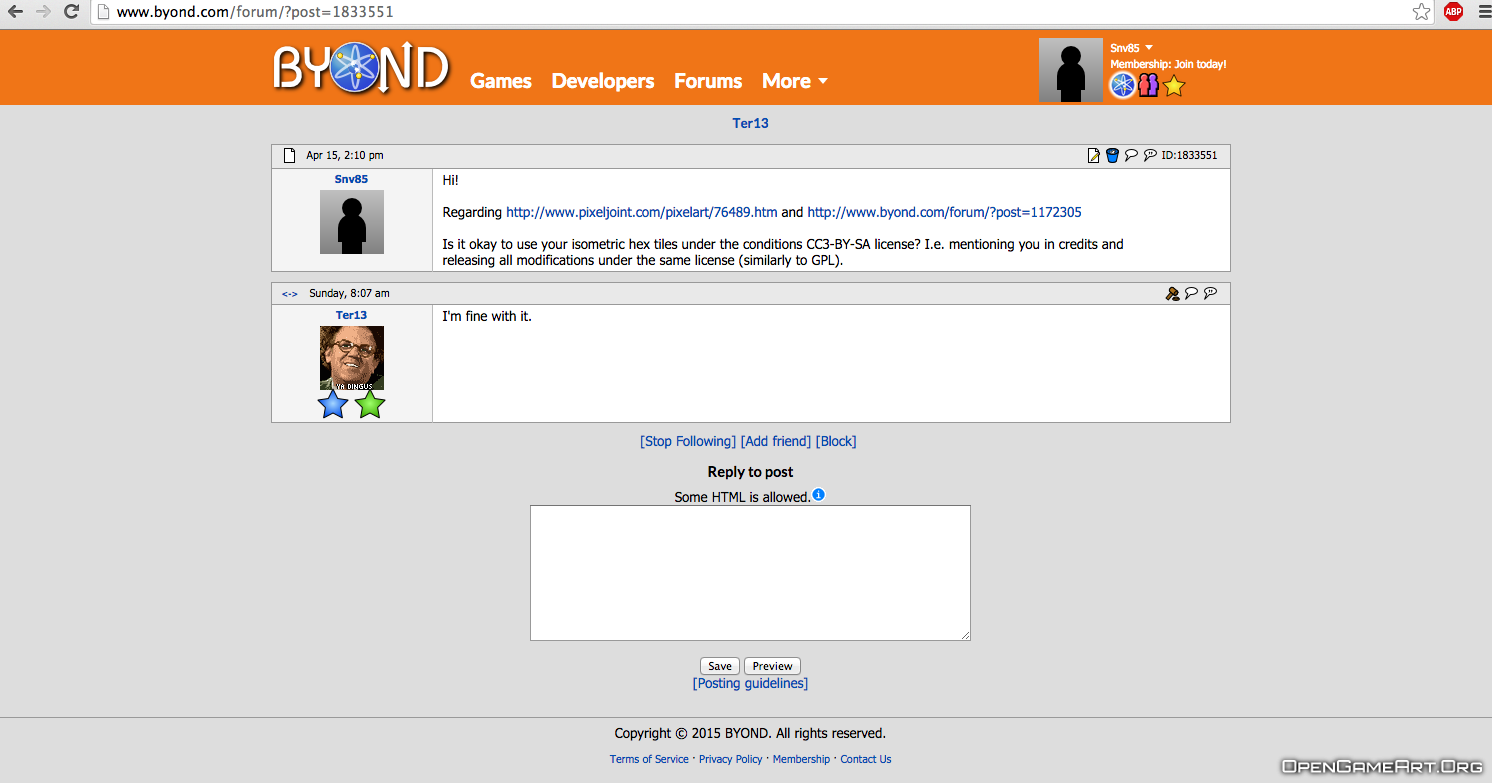 www.byond.com/forum/?post=1833551
ABP
BYOND
Games Developers Forums More
Snv85
Membership: Join today!
Ter13
Apr 15, 2:10 pm
ID:1833551
Snv85
Hi!
Regarding http://www.pixeljoint.com/pixelart/76489.htm and http://www.byond.com/forum/?post=1172305
Is it okay to use your isometric hex tiles under the conditions CC3-BY-SA license? I.e. mentioning you in credits and
releasing all modifications under the same license (similarly to GPL).
<-> Sunday, 8:07 am
Ter13
I'm fine with it.
YA DINGUS
[Stop Following] [Add friend] [Block]
Reply to post
Some HTML is allowed.
Save Preview
[Posting guidelines]
Copyright © 2015 BYOND. All rights reserved.
Terms of Service · Privacy Policy · Membership · Contact Us
OpenGameArt.Org